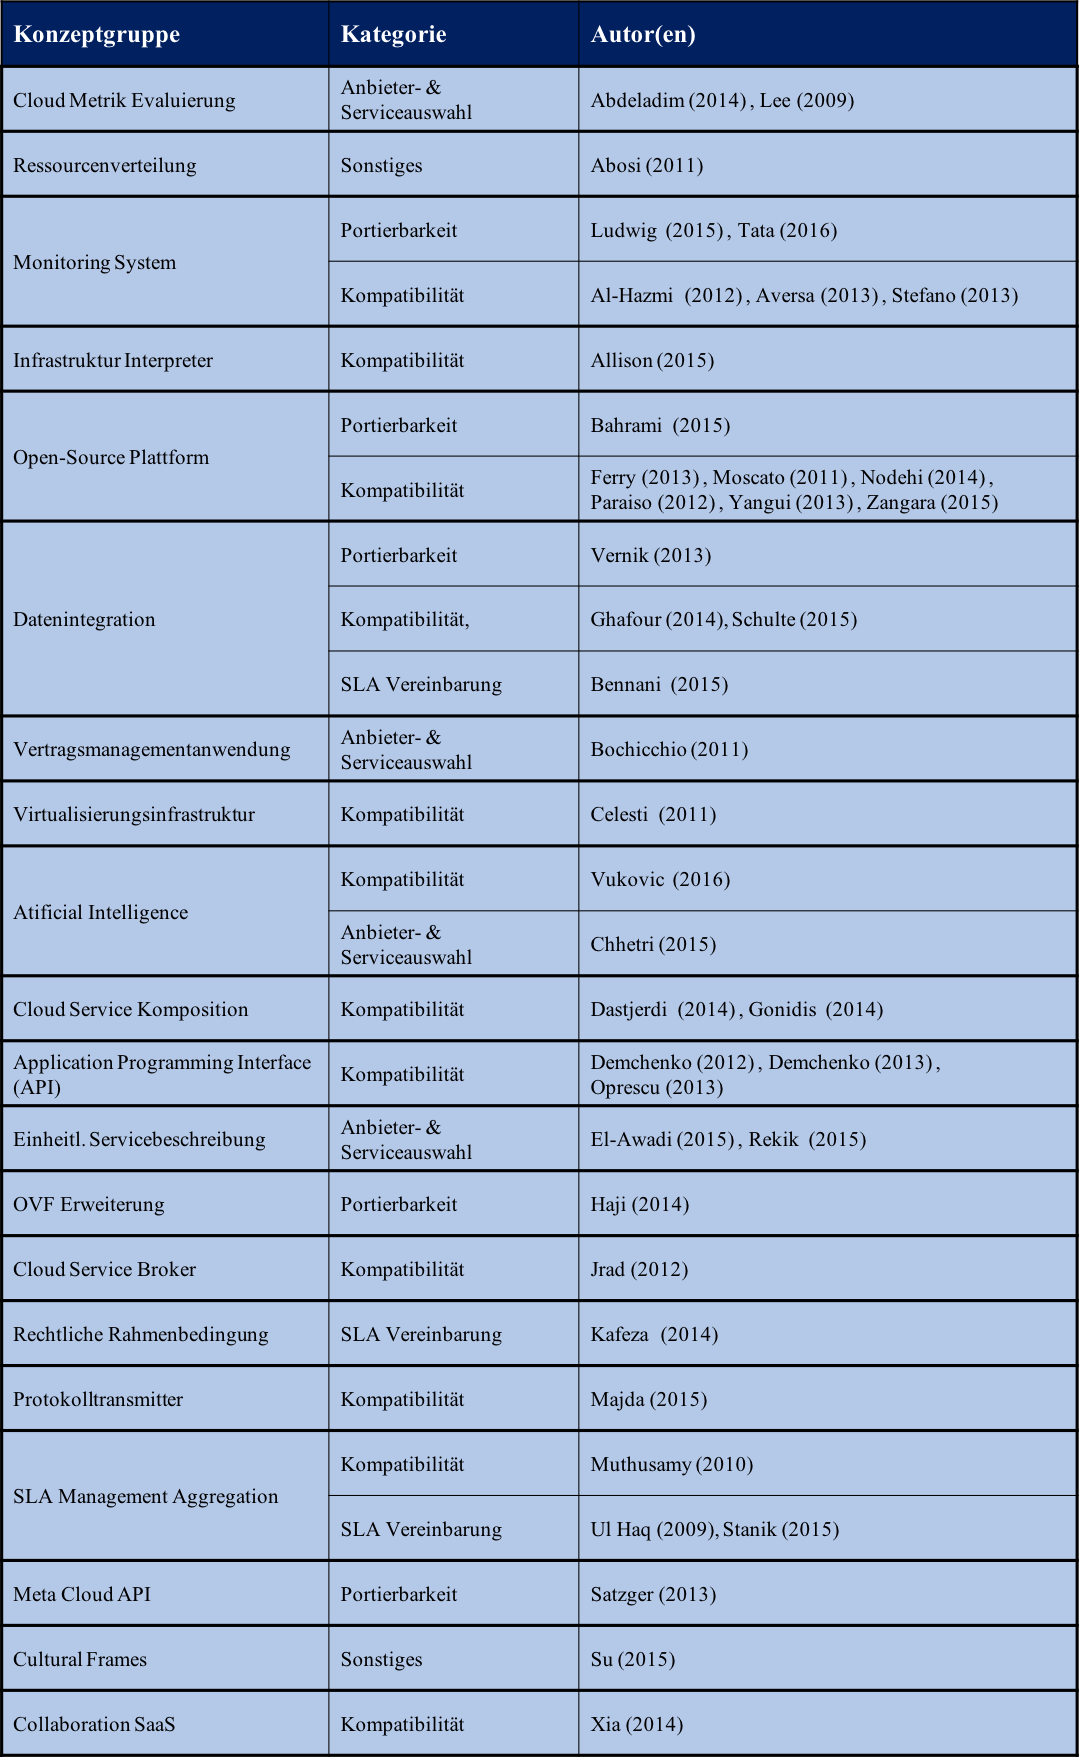 Konzeptgruppe Kategorie Autor(en)
Cloud Metrik Evaluierung
Anbieter- &
Serviceauswahl
Abdeladim (2014) , Lee (2009)
Ressourcenverteilung Sonstiges Abosi (2011)
Monitoring System
Portierbarkeit Ludwig (2015) , Tata (2016)
Kompatibilität Al-Hazmi (2012) , Aversa (2013) , Stefano (2013)
Infrastruktur Interpreter Kompatibilität Allison (2015)
Open-Source Plattform
Portierbarkeit Bahrami (2015)
Kompatibilität
Ferry (2013) , Moscato (2011) , Nodehi (2014) ,
Paraiso (2012) , Yangui (2013) , Zangara (2015)
Datenintegration
Portierbarkeit Vernik (2013)
Kompatibilität, Ghafour (2014), Schulte (2015)
SLA Vereinbarung Bennani (2015)
Vertragsmanagementanwendung
Anbieter- &
Serviceauswahl
Bochicchio (2011)
Virtualisierungsinfrastruktur Kompatibilität Celesti (2011)
Atificial Intelligence
Kompatibilität Vukovic (2016)
Anbieter- &
Serviceauswahl
Chhetri (2015)
Cloud Service Komposition Kompatibilität Dastjerdi (2014) , Gonidis (2014)
Application Programming Interface
(API)
Kompatibilität
Demchenko (2012) , Demchenko (2013) ,
Oprescu (2013)
Einheitl. Servicebeschreibung
Anbieter- &
Serviceauswahl
El-Awadi (2015) , Rekik (2015)
OVF Erweiterung Portierbarkeit Haji (2014)
Cloud Service Broker Kompatibilität Jrad (2012)
Rechtliche Rahmenbedingung SLA Vereinbarung Kafeza (2014)
Protokolltransmitter Kompatibilität Majda (2015)
SLA Management Aggregation
Kompatibilität Muthusamy (2010)
SLA Vereinbarung Ul Haq (2009), Stanik (2015)
Meta Cloud API Portierbarkeit Satzger (2013)
Cultural Frames Sonstiges Su (2015)
Collaboration SaaS Kompatibilität Xia (2014)